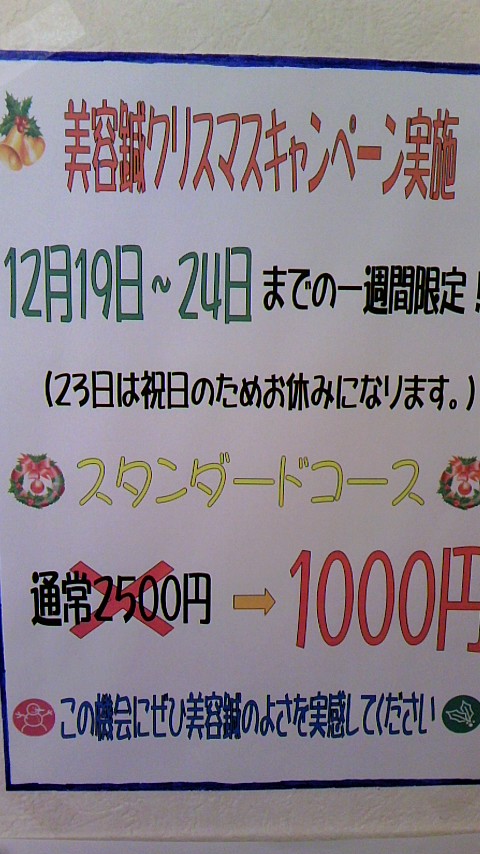 美容鍼クリスマスキャンペーン実施
12月19日~24日までの一週間限定!
(23日は祝日のためお休みになります。)
スタンダードコース
通常2500円 → 1000円
この機会にぜひ美容鍼のよさを実感してください